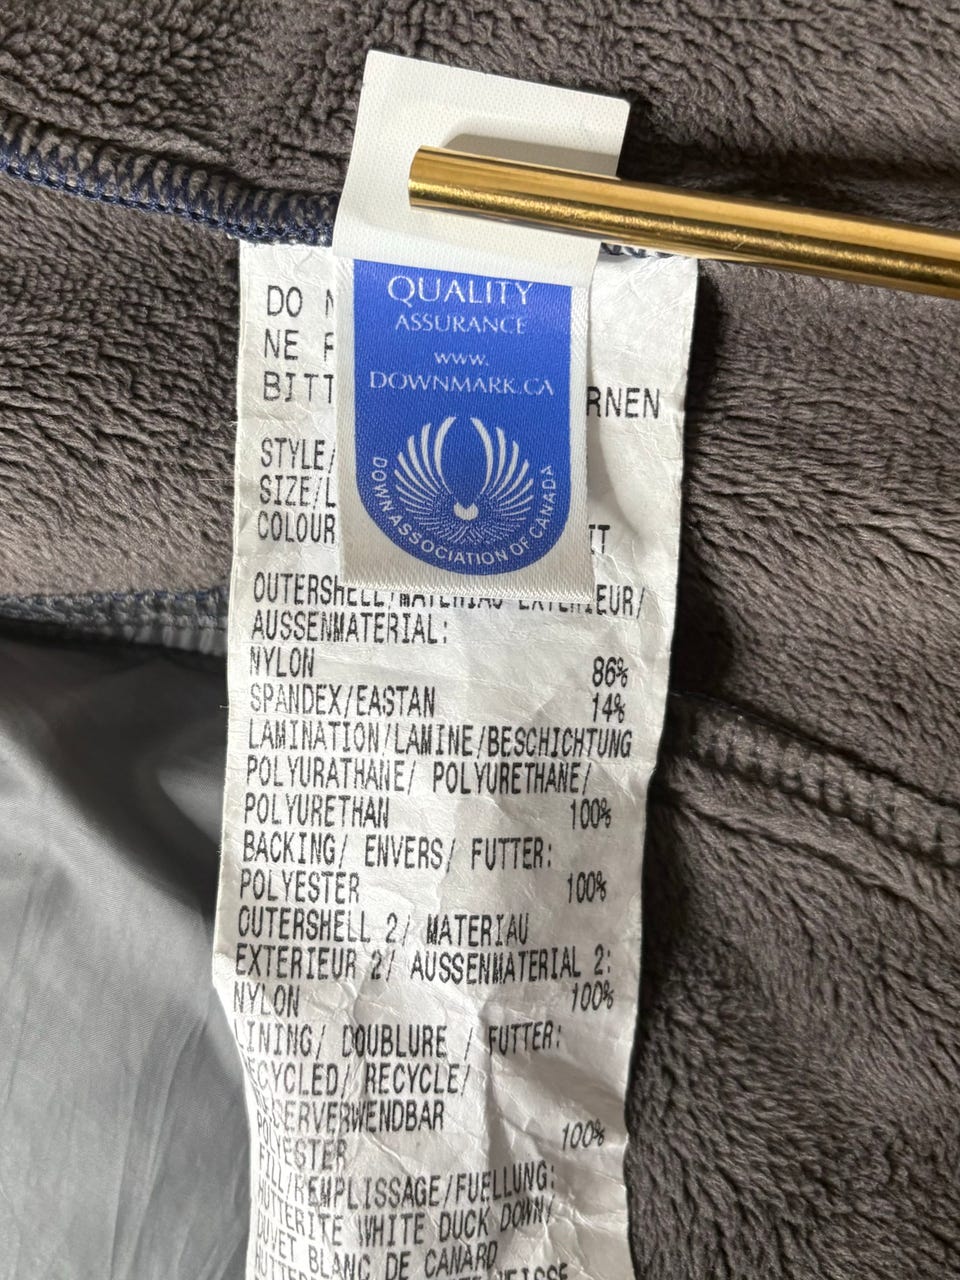 QUALITY
ASSURANCE
www.
DOWNMARK.CA
DOWN ASSOCIATION OF CANADA
DO
NE
BITT RNEN
STYLE/
SIZE/L
COLOUR IT
OUTERSHELL/MATERIAU EXTERIEUR/
AUSSENMATERIAL:
NYLON 86%
SPANDEX/EASTAN 14%
LAMINATION/LAMINE/BESCHICHTUNG
POLYURATHANE/ POLYURETHANE/
POLYURETHAN 100%
BACKING/ ENVERS/ FUTTER:
POLYESTER 100%
OUTERSHELL 2/ MATERIAU
EXTERIEUR 2/ AUSSENMATERIAL 2:
NYLON 100%
LINING/ DOUBLURE / FUTTER:
ECYCLED/ RECYCLE/
SERVERWENDBAR
POLYESTER 100%
FILL/REMPLISSAGE/FUELLUNG:
HUTTERITE WHITE DUCK DOWN/
DUVET BLANC DE CANARD